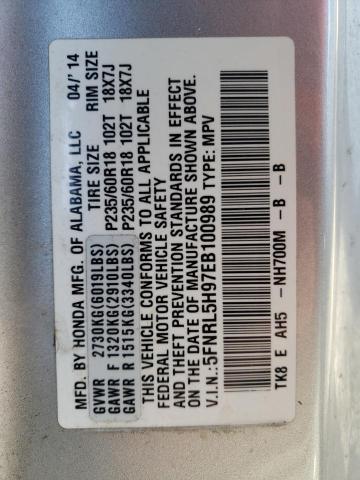 MFD. BY HONDA MFG. OF ALABAMA, LLC 04/'14
TIRE SIZE RIM SIZE
GVWR 2730KG(6019LBS)
GAWR F 1320KG(2910LBS) P235/60R18 102T 18X7J
GAWR R 1515KG(3340LBS) P235/60R18 102T 18X7J
THIS VEHICLE CONFORMS TO ALL APPLICABLE
FEDERAL MOTOR VEHICLE SAFETY
AND THEFT PREVENTION STANDARDS IN EFFECT
ON THE DATE OF MANUFACTURE SHOWN ABOVE.
V.I.N.:5FNRL5H97EB100989 TYPE: MPV
TK8 E AH5 - NH700M - B - B